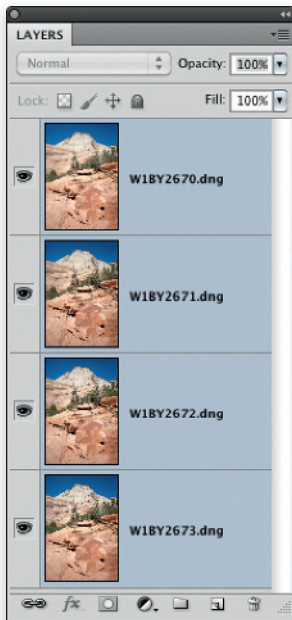 LAYERS
Normal Opacity: 100%
Lock: Fill: 100%
W1BY2670.dng
W1BY2671.dng
W1BY2672.dng
W1BY2673.dng
fx